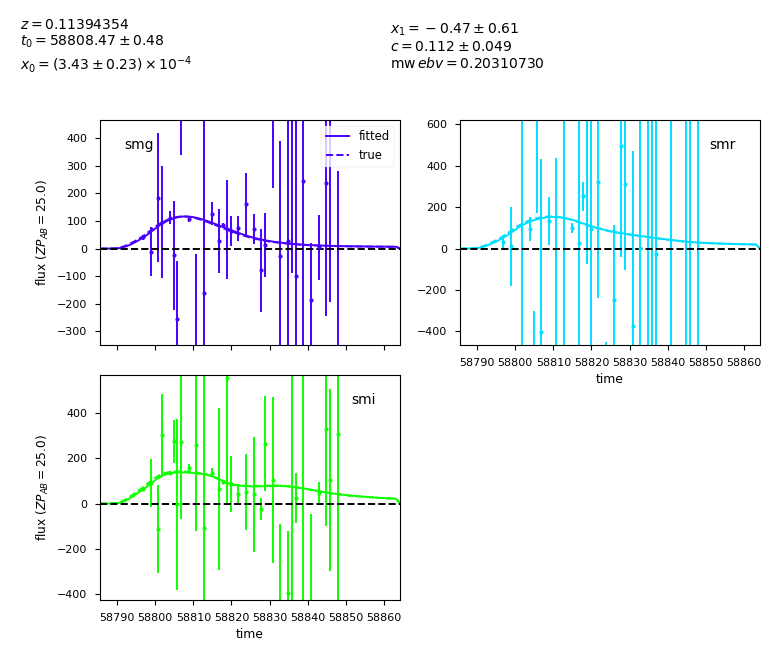 z = 0.11394354
t₀ = 58808.47 ± 0.48
x₀ = (3.43 ± 0.23) × 10⁻⁴
x₁ = −0.47 ± 0.61
c = 0.112 ± 0.049
mw ebv = 0.20310730
smg
fitted
true
400
300
200
100
0
−100
−200
−300
flux (ZP_AB = 25.0)
smr
600
400
200
0
−200
−400
58790 58800 58810 58820 58830 58840 58850 58860
time
smi
400
200
0
−200
−400
flux (ZP_AB = 25.0)
58790 58800 58810 58820 58830 58840 58850 58860
time